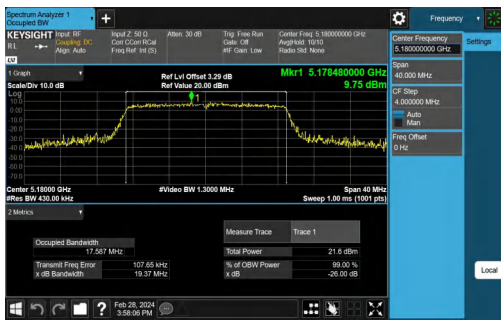 Spectrum Analyzer 1
Occupied BW
Frequency
KEYSIGHT
RL
Input: RF
Coupling: DC
Align: Auto
Input Z: 50 Ω
Corr CCorr RCal
Freq Ref: Int (S)
Atten: 30 dB
Trig: Free Run
Gate: Off
#IF Gain: Low
Center Freq: 5.180000000 GHz
Avg|Hold: 10/10
Radio Std: None
Center Frequency
5.180000000 GHz
Settings
Span
40.000 MHz
CF Step
4.000000 MHz
Auto
Man
Freq Offset
0 Hz
Local
1 Graph
Scale/Div 10.0 dB
Ref Lvl Offset 3.29 dB
Ref Value 20.00 dBm
Mkr1 5.178480000 GHz
9.75 dBm
Log
10.0
0.00
-10.0
-20.0
-30.0
-40.0
-50.0
-60.0
-70.0
1
Center 5.18000 GHz
#Res BW 430.00 kHz
#Video BW 1.3000 MHz
Span 40 MHz
Sweep 1.00 ms (1001 pts)
2 Metrics
Measure Trace Trace 1
Occupied Bandwidth
17.587 MHz
Total Power 21.6 dBm
Transmit Freq Error 107.65 kHz
% of OBW Power 99.00 %
x dB Bandwidth 19.37 MHz
x dB -26.00 dB
Feb 28, 2024
3:58:06 PM